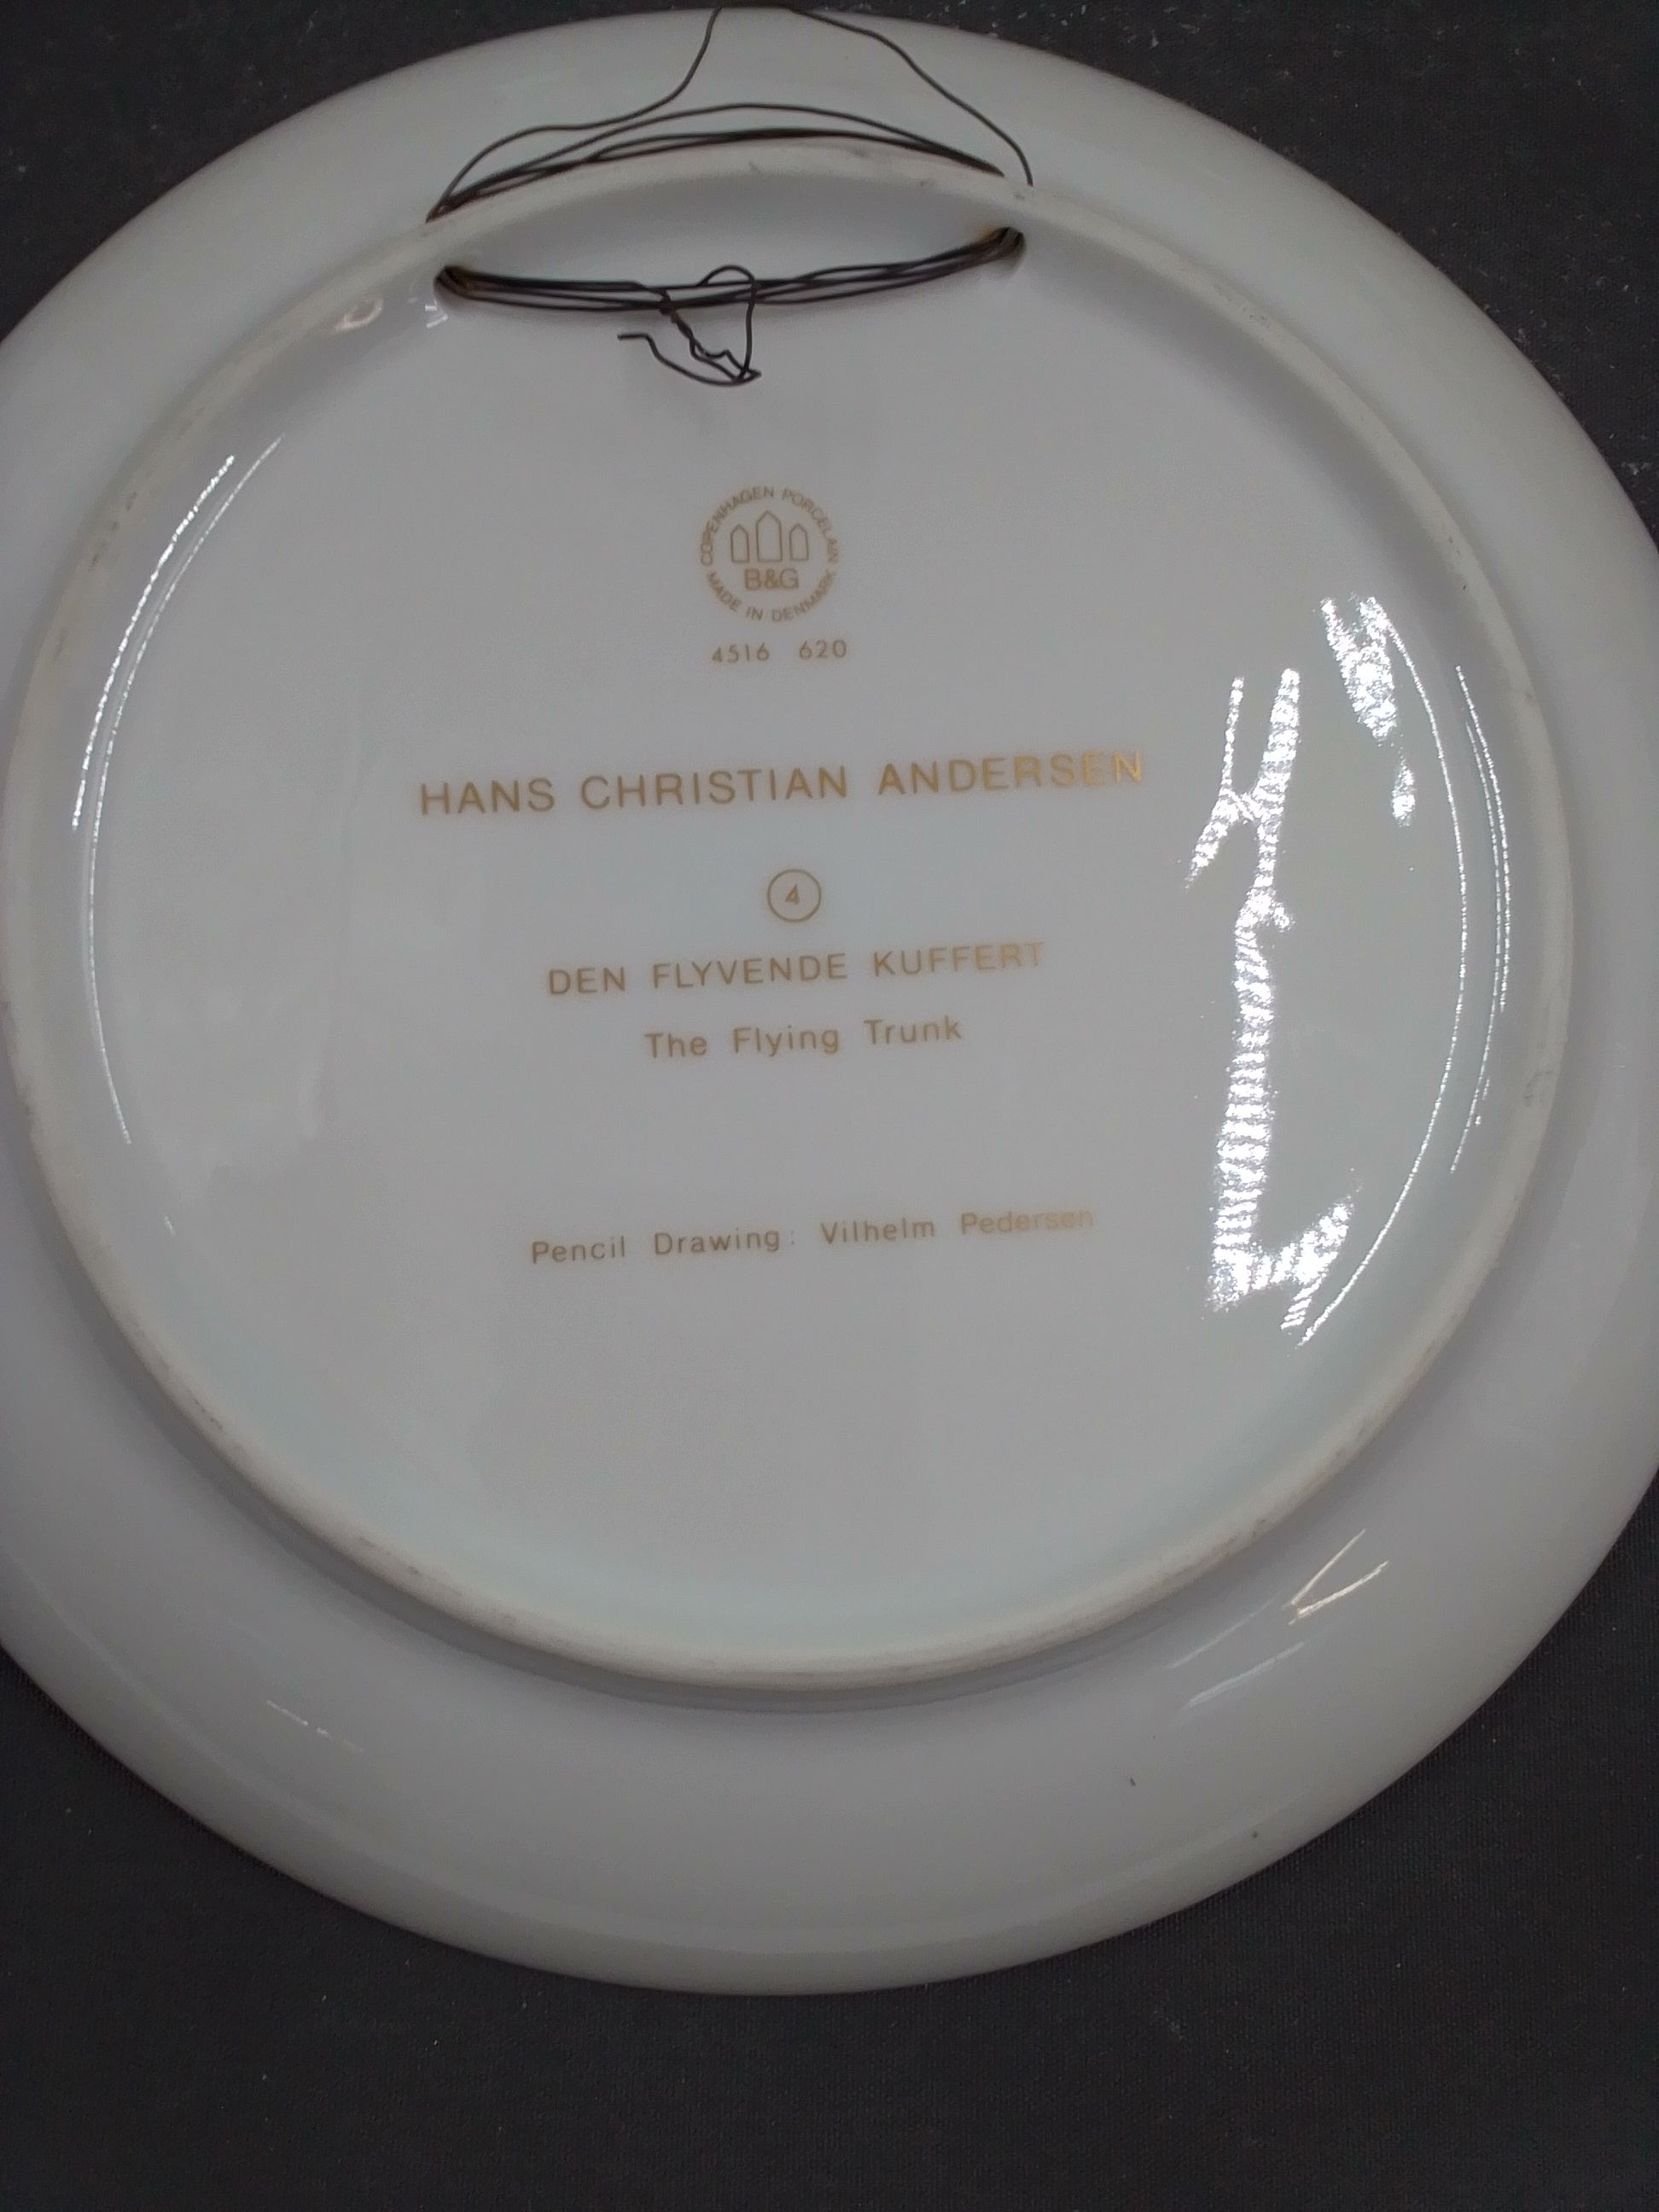 COPENHAGEN PORCELAIN
B&G
MADE IN DENMARK
4516 620
HANS CHRISTIAN ANDERSEN
4
DEN FLYVENDE KUFFERT
The Flying Trunk
Pencil Drawing: Vilhelm Pedersen